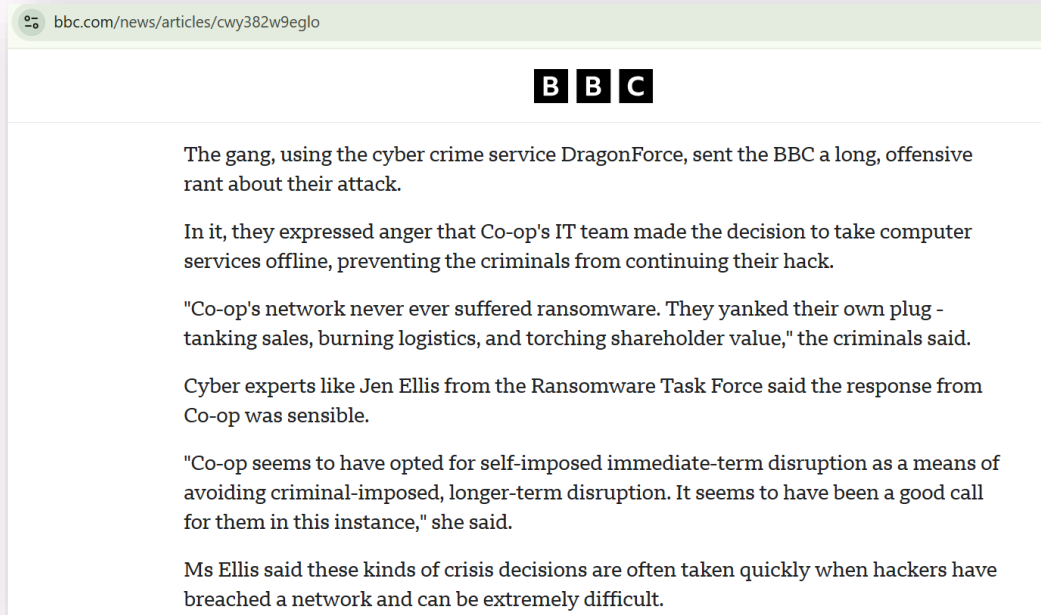 bbc.com/news/articles/cwy382w9eglo
BBC
The gang, using the cyber crime service DragonForce, sent the BBC a long, offensive
rant about their attack.
In it, they expressed anger that Co-op's IT team made the decision to take computer
services offline, preventing the criminals from continuing their hack.
"Co-op's network never ever suffered ransomware. They yanked their own plug -
tanking sales, burning logistics, and torching shareholder value," the criminals said.
Cyber experts like Jen Ellis from the Ransomware Task Force said the response from
Co-op was sensible.
"Co-op seems to have opted for self-imposed immediate-term disruption as a means of
avoiding criminal-imposed, longer-term disruption. It seems to have been a good call
for them in this instance," she said.
Ms Ellis said these kinds of crisis decisions are often taken quickly when hackers have
breached a network and can be extremely difficult.